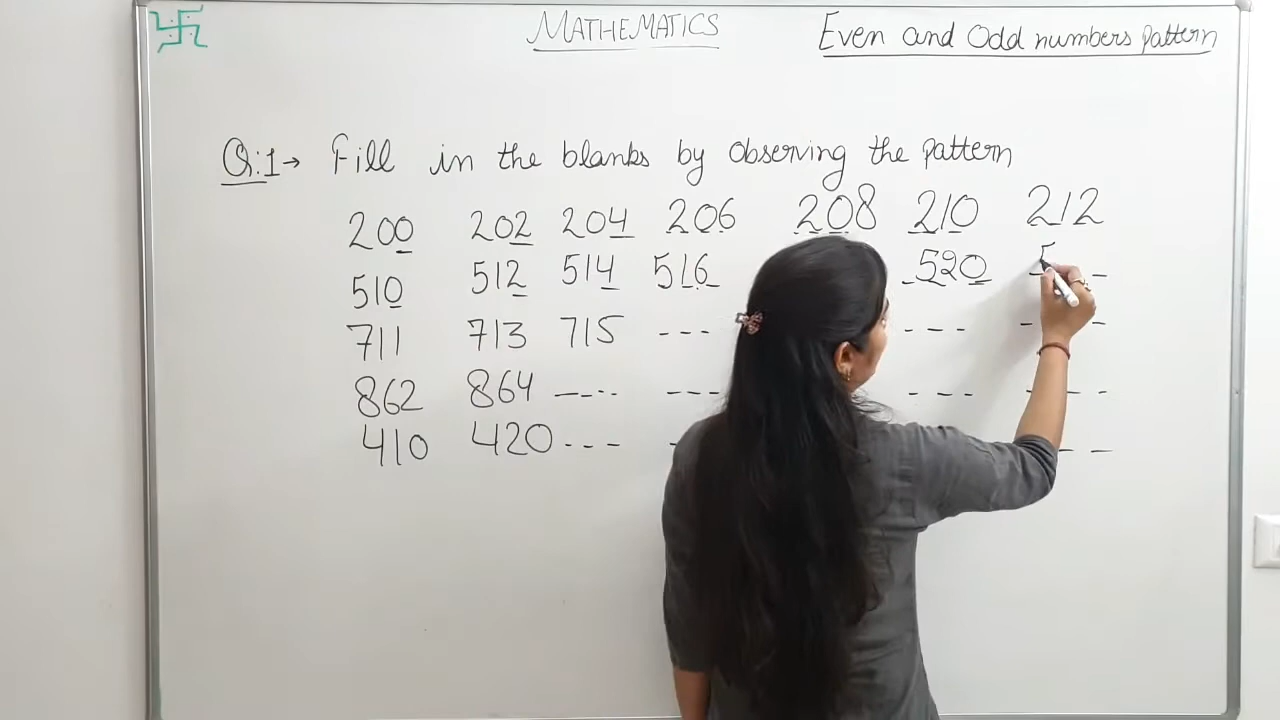 MATHEMATICS
Even and Odd numbers pattern
Q:1→ Fill in the blanks by observing the pattern
200 202 204 206 208 210 212
510 512 514 516 520 5
711 713 715 --- --- - -
862 864 ---- --- --- - - -
410 420 --- - - -